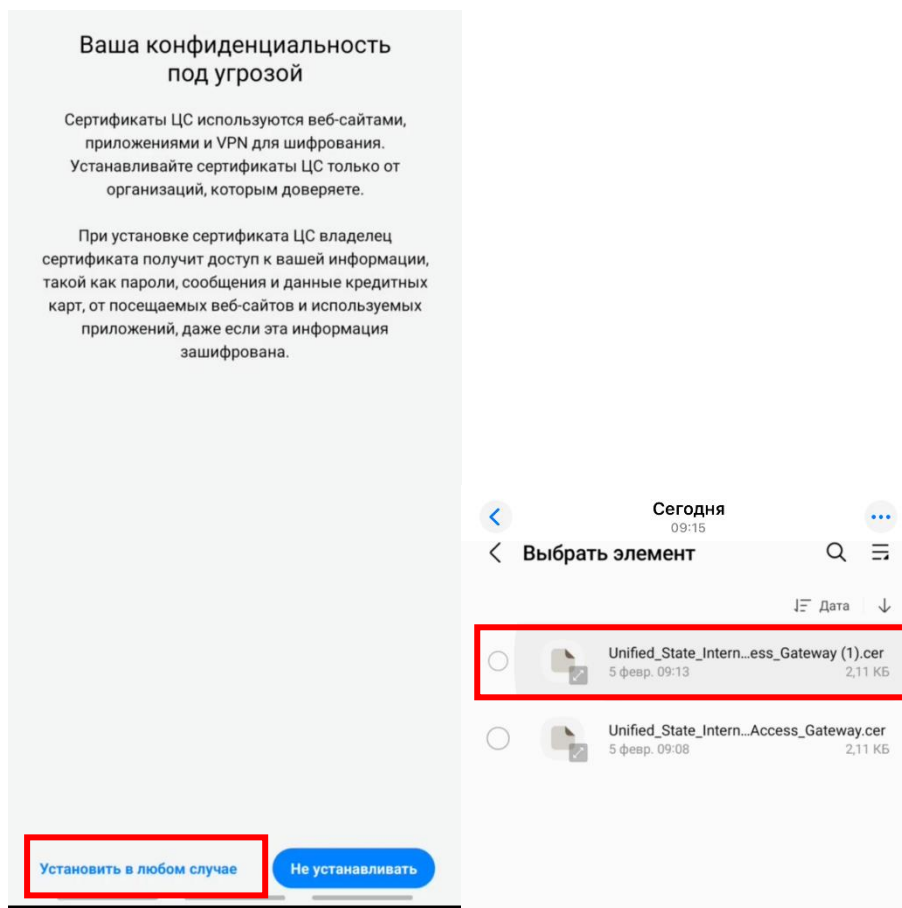 Ваша конфиденциальность
под угрозой
Сертификаты ЦС используются веб-сайтами,
приложениями и VPN для шифрования.
Устанавливайте сертификаты ЦС только от
организаций, которым доверяете.
При установке сертификата ЦС владелец
сертификата получит доступ к вашей информации,
такой как пароли, сообщения и данные кредитных
карт, от посещаемых веб-сайтов и используемых
приложений, даже если эта информация
зашифрована.
Установить в любом случае
Не устанавливать
Сегодня
09:15
Выбрать элемент
Дата
Unified_State_Intern...ess_Gateway (1).cer
5 февр. 09:13 2,11 КБ
Unified_State_Intern...Access_Gateway.cer
5 февр. 09:08 2,11 КБ